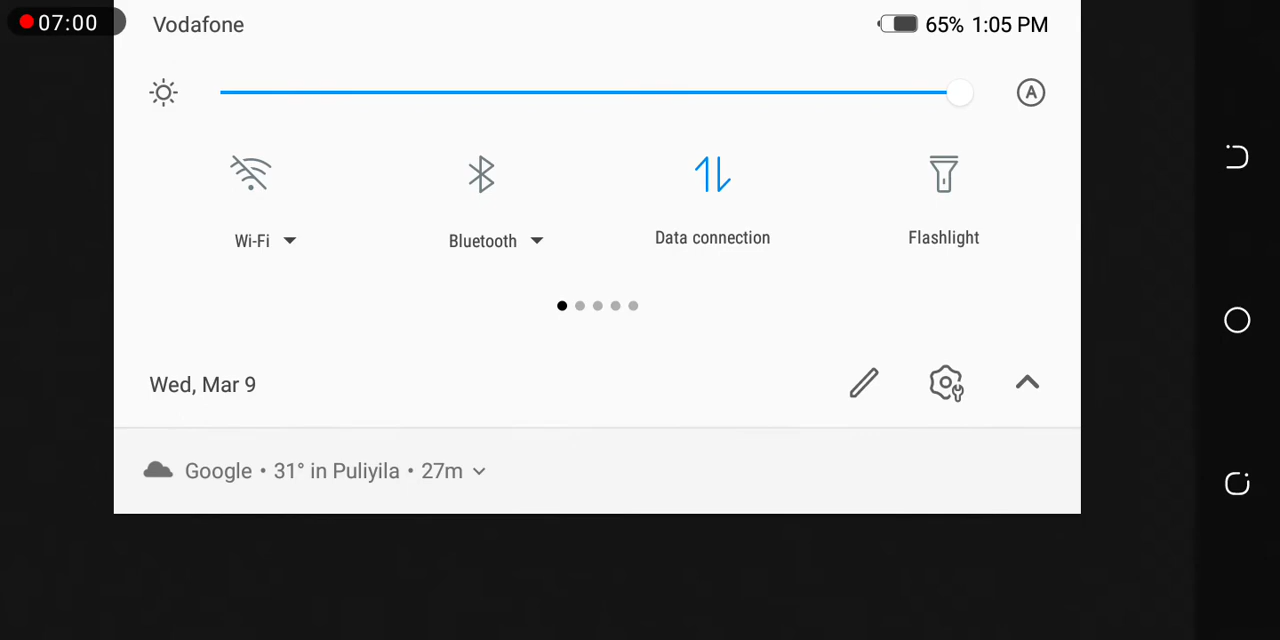 07:00
Vodafone 65% 1:05 PM
A
Wi-Fi Bluetooth Data connection Flashlight
Wed, Mar 9
Google • 31° in Puliyila • 27m